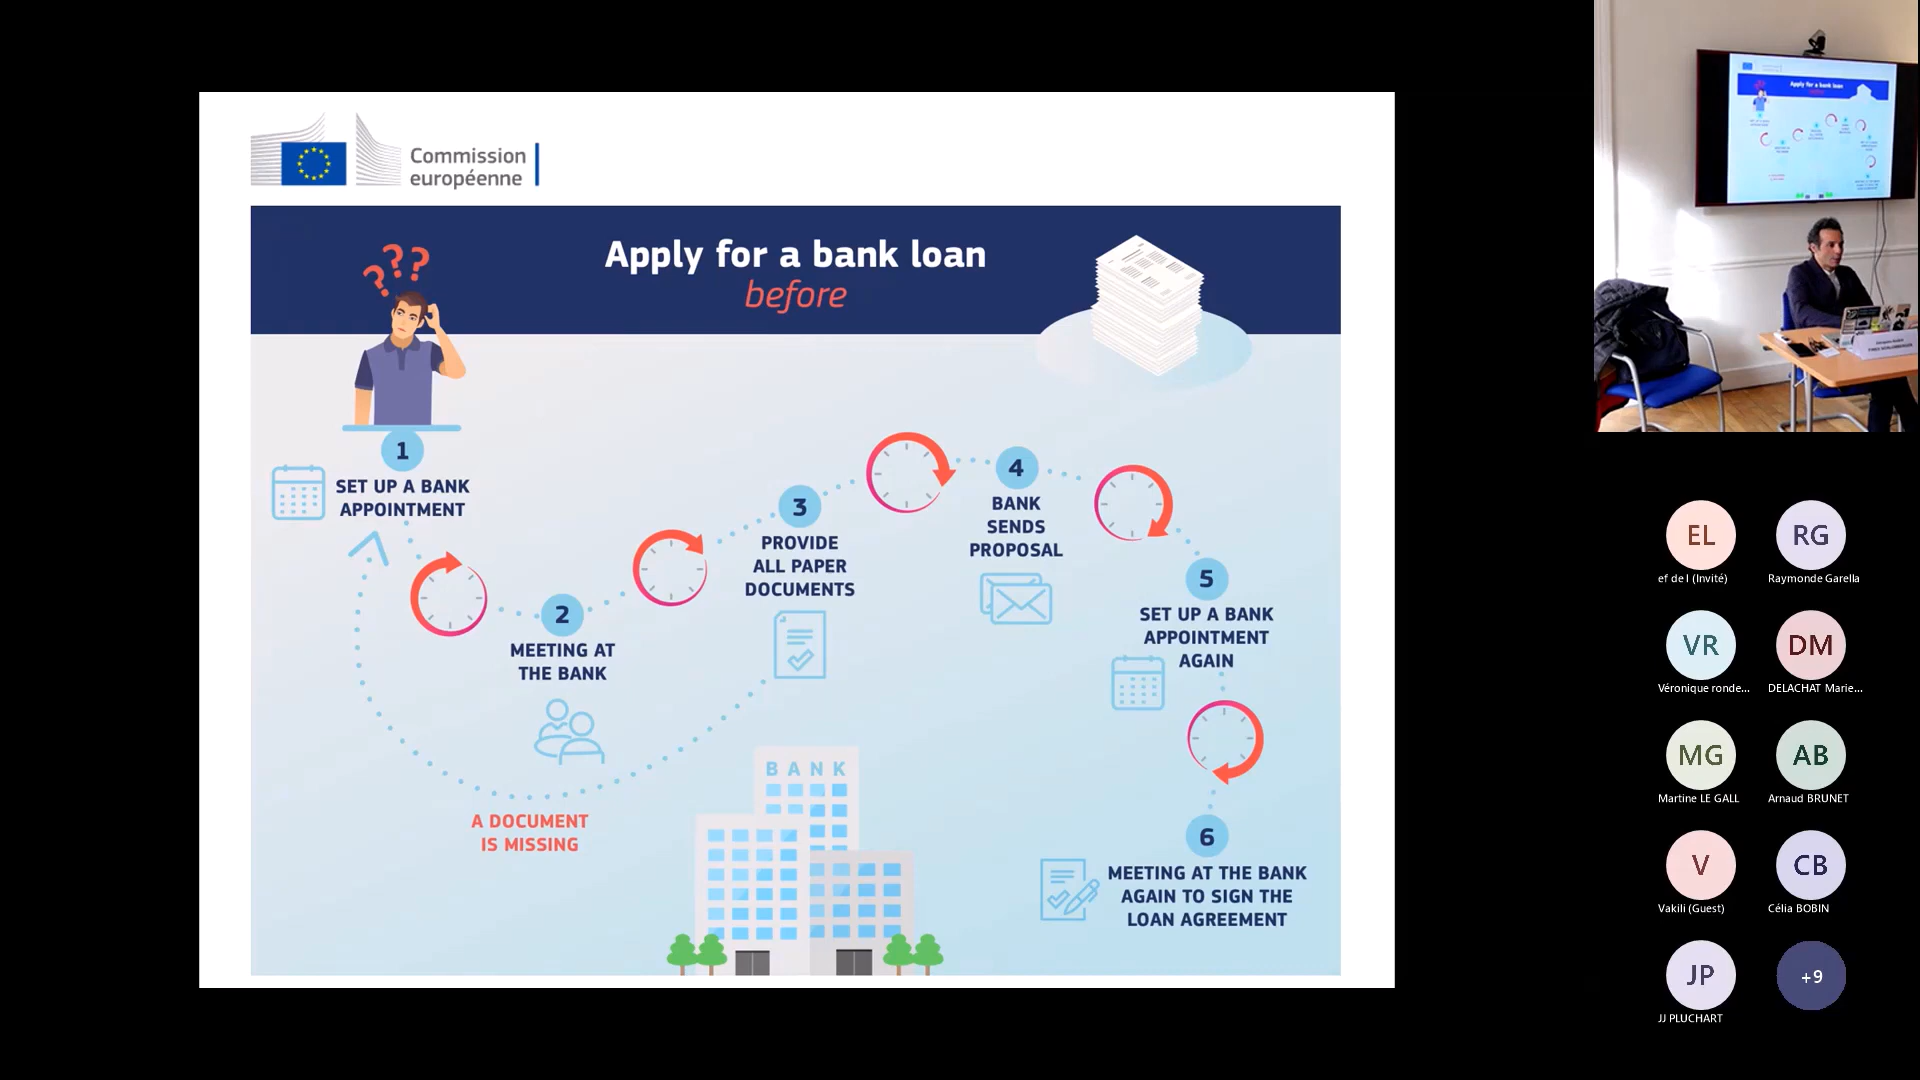 Commission
européenne
Apply for a bank loan
before
???
1
SET UP A BANK
APPOINTMENT
2
MEETING AT
THE BANK
3
PROVIDE
ALL PAPER
DOCUMENTS
4
BANK
SENDS
PROPOSAL
5
SET UP A BANK
APPOINTMENT
AGAIN
6
MEETING AT THE BANK
AGAIN TO SIGN THE
LOAN AGREEMENT
A DOCUMENT
IS MISSING
BANK
Apply for a bank loan
EL
ef de l (Invité)
RG
Raymonde Garella
VR
Véronique ronde...
DM
DELACHAT Marie...
MG
Martine LE GALL
AB
Arnaud BRUNET
V
Vakili (Guest)
CB
Célia BOBIN
JP
JJ PLUCHART
+9